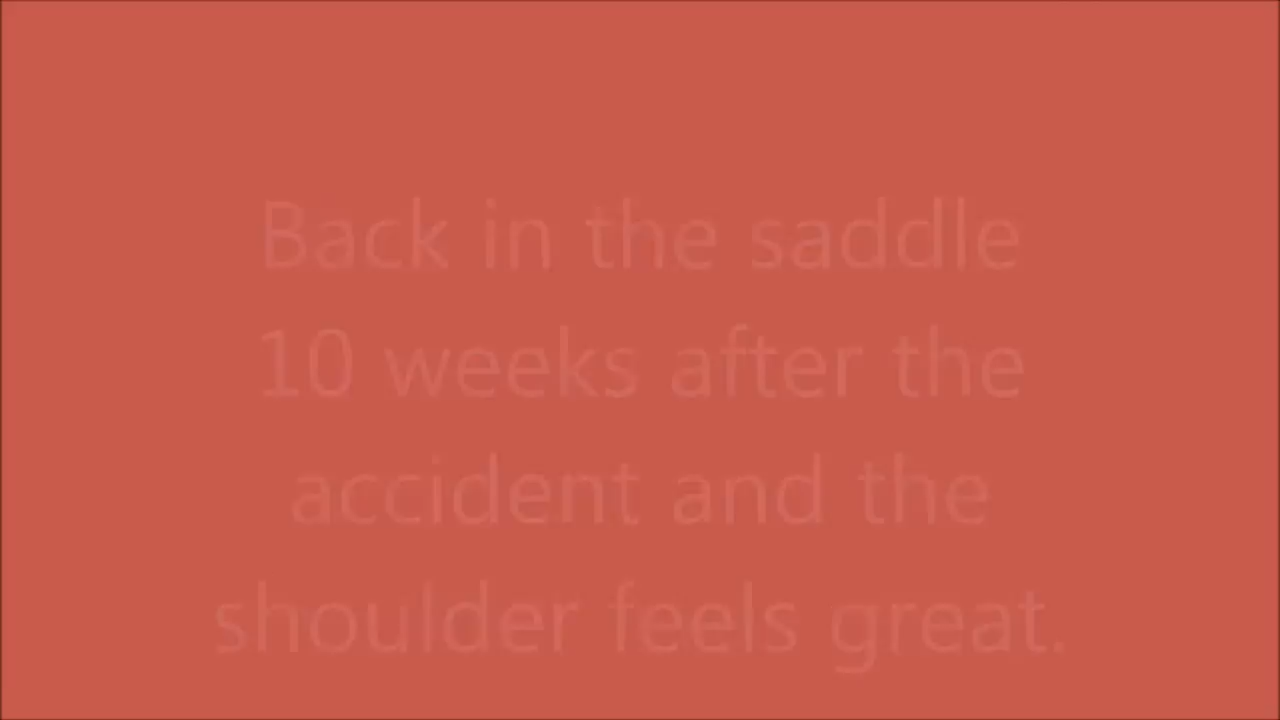 Back in the saddle
10 weeks after the
accident and the
shoulder feels great.